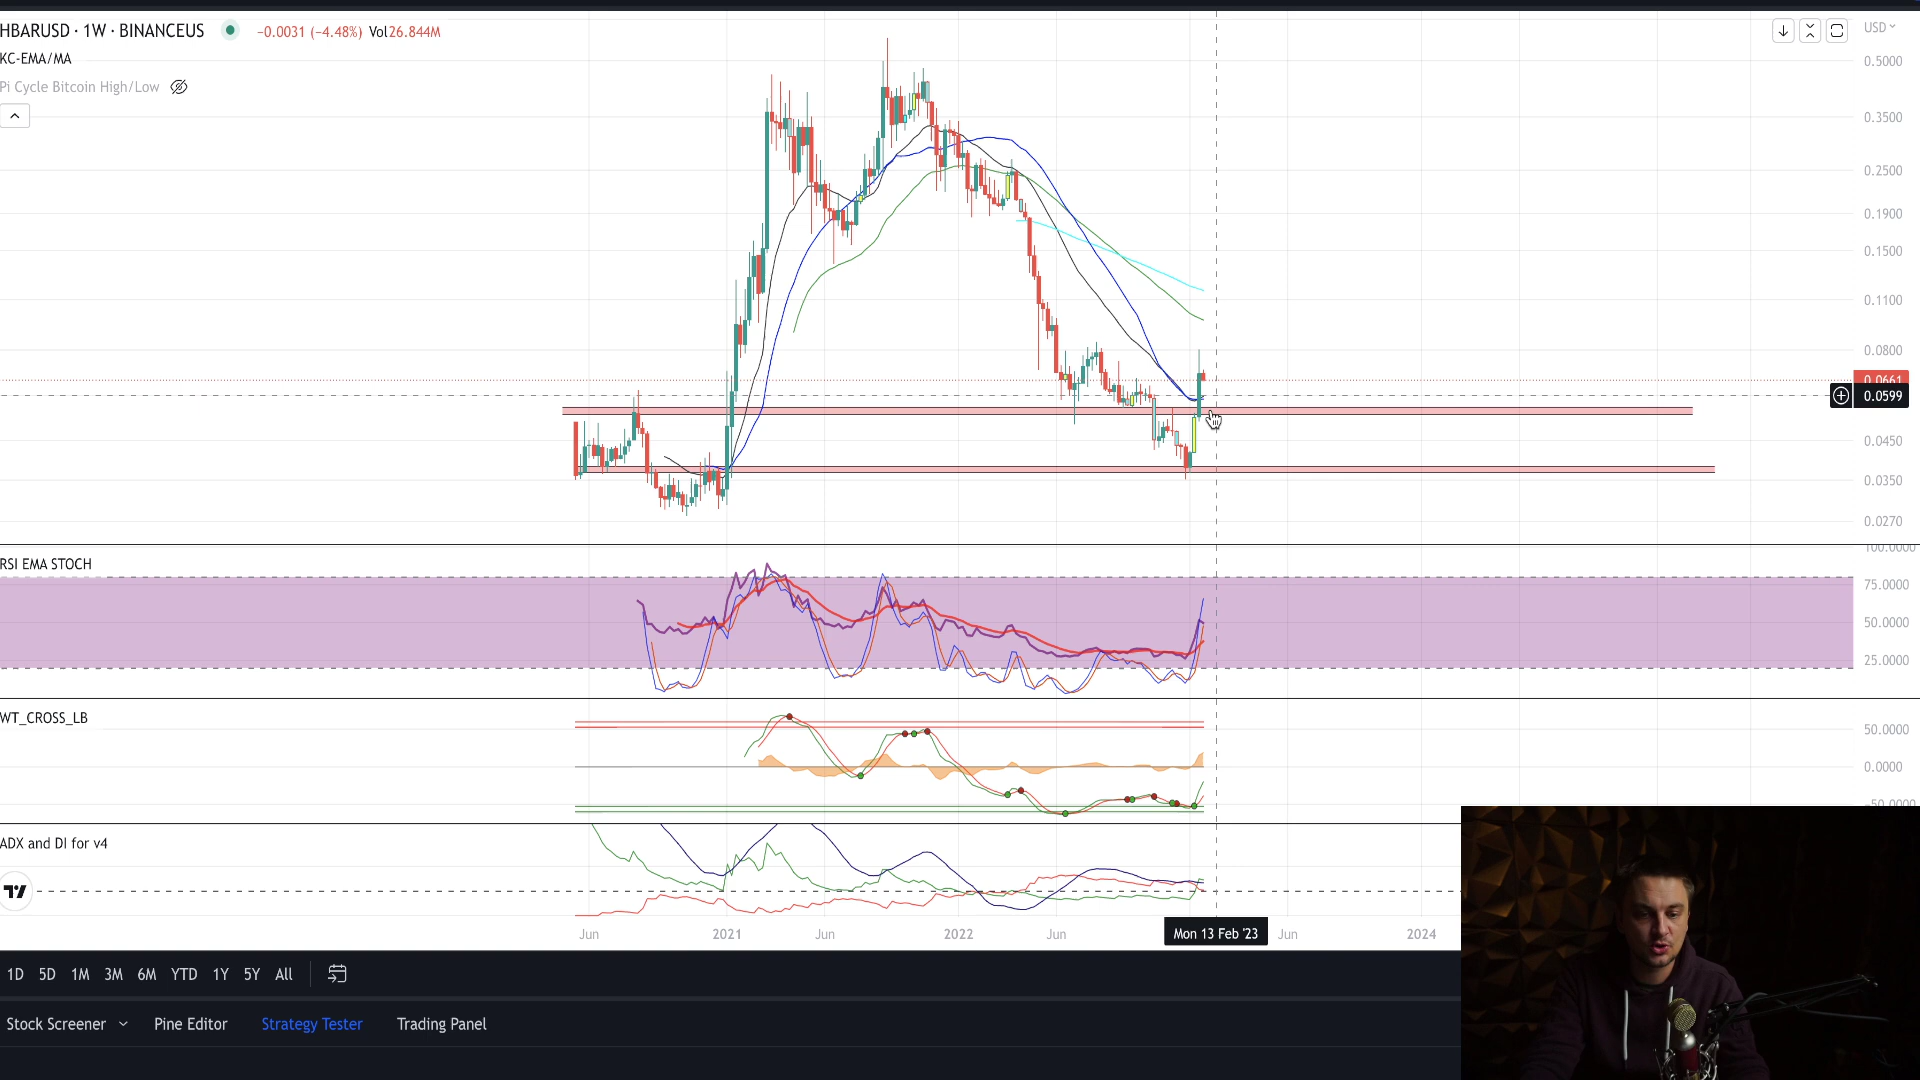 HBARUSD · 1W · BINANCEUS −0.0031 (−4.48%) Vol26.844M
KC-EMA/MA
Pi Cycle Bitcoin High/Low
USD
0.5000
0.3500
0.2500
0.1900
0.1500
0.1100
0.0800
0.0661
0.0599
0.0450
0.0350
0.0270
RSI EMA STOCH
100.0000
75.0000
50.0000
25.0000
WT_CROSS_LB
50.0000
0.0000
−50.0000
ADX and DI for v4
Jun 2021 Jun 2022 Jun Mon 13 Feb '23 Jun 2024
1D 5D 1M 3M 6M YTD 1Y 5Y All
Stock Screener Pine Editor Strategy Tester Trading Panel